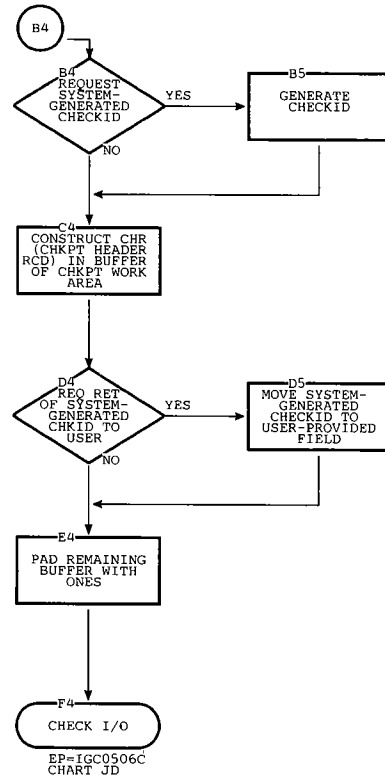 B4
B4
REQUEST
SYSTEM-
GENERATED
CHECKID
YES
NO
B5
GENERATE
CHECKID
C4
CONSTRUCT CHR
(CHKPT HEADER
RCD) IN BUFFER
OF CHKPT WORK
AREA
D4
REQ RET
OF SYSTEM-
GENERATED
CHKID TO
USER
YES
NO
D5
MOVE SYSTEM-
GENERATED
CHECKID TO
USER-PROVIDED
FIELD
E4
PAD REMAINING
BUFFER WITH
ONES
F4
CHECK I/O
EP=IGC0506C
CHART JD